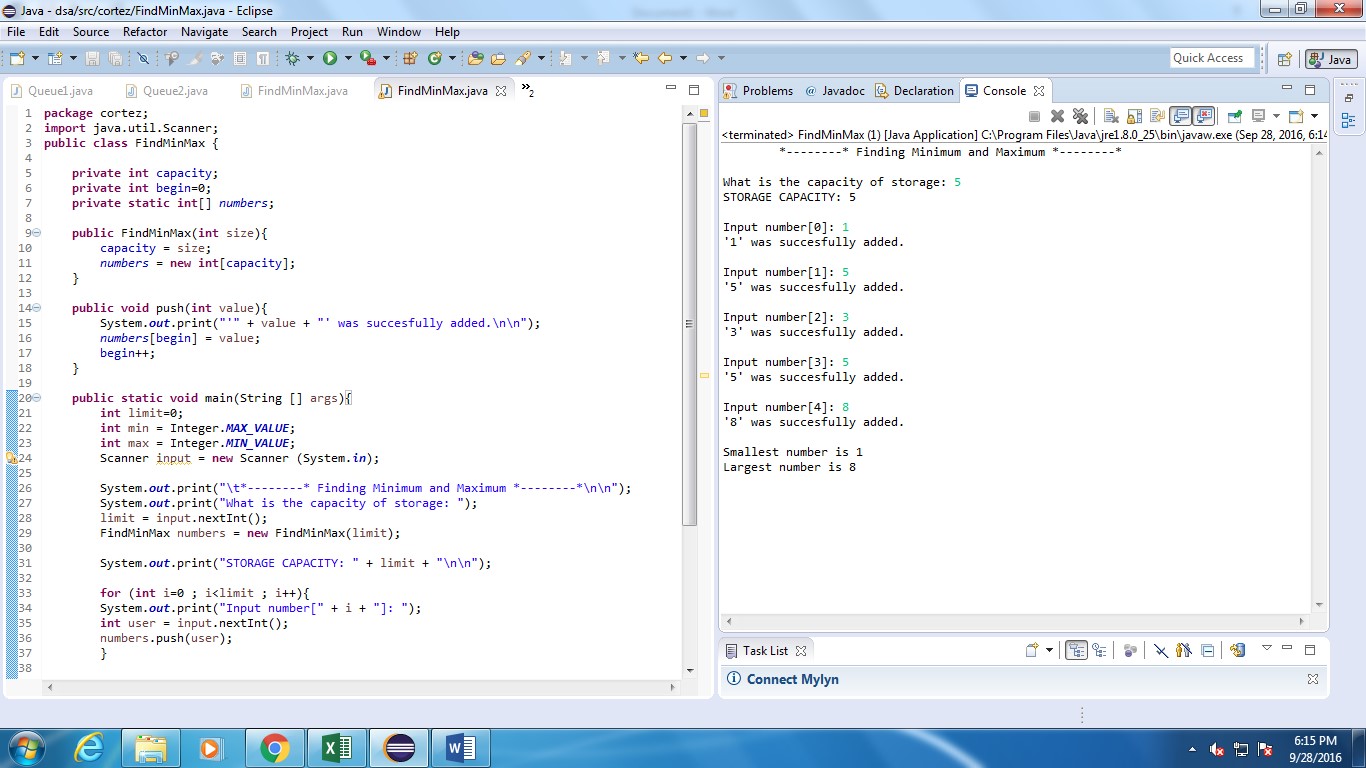 Java - dsa/src/cortez/FindMinMax.java - Eclipse
File Edit Source Refactor Navigate Search Project Run Window Help
Quick Access
Java
Queue1.java
Queue2.java
FindMinMax.java
FindMinMax.java
»2
1 package cortez;
2 import java.util.Scanner;
3 public class FindMinMax {
4
5 private int capacity;
6 private int begin=0;
7 private static int[] numbers;
8
9 public FindMinMax(int size){
10 capacity = size;
11 numbers = new int[capacity];
12 }
13
14 public void push(int value){
15 System.out.print("'" + value + "' was succesfully added.\n\n");
16 numbers[begin] = value;
17 begin++;
18 }
19
20 public static void main(String [] args){
21 int limit=0;
22 int min = Integer.MAX_VALUE;
23 int max = Integer.MIN_VALUE;
24 Scanner input = new Scanner (System.in);
25
26 System.out.print("\t*--------* Finding Minimum and Maximum *--------*\n\n");
27 System.out.print("What is the capacity of storage: ");
28 limit = input.nextInt();
29 FindMinMax numbers = new FindMinMax(limit);
30
31 System.out.print("STORAGE CAPACITY: " + limit + "\n\n");
32
33 for (int i=0 ; i<limit ; i++){
34 System.out.print("Input number[" + i + "]: ");
35 int user = input.nextInt();
36 numbers.push(user);
37 }
38
Problems @ Javadoc Declaration Console
<terminated> FindMinMax (1) [Java Application] C:\Program Files\Java\jre1.8.0_25\bin\javaw.exe (Sep 28, 2016, 6:14
*--------* Finding Minimum and Maximum *--------*
What is the capacity of storage: 5
STORAGE CAPACITY: 5
Input number[0]: 1
'1' was succesfully added.
Input number[1]: 5
'5' was succesfully added.
Input number[2]: 3
'3' was succesfully added.
Input number[3]: 5
'5' was succesfully added.
Input number[4]: 8
'8' was succesfully added.
Smallest number is 1
Largest number is 8
Task List
Connect Mylyn
6:15 PM
9/28/2016